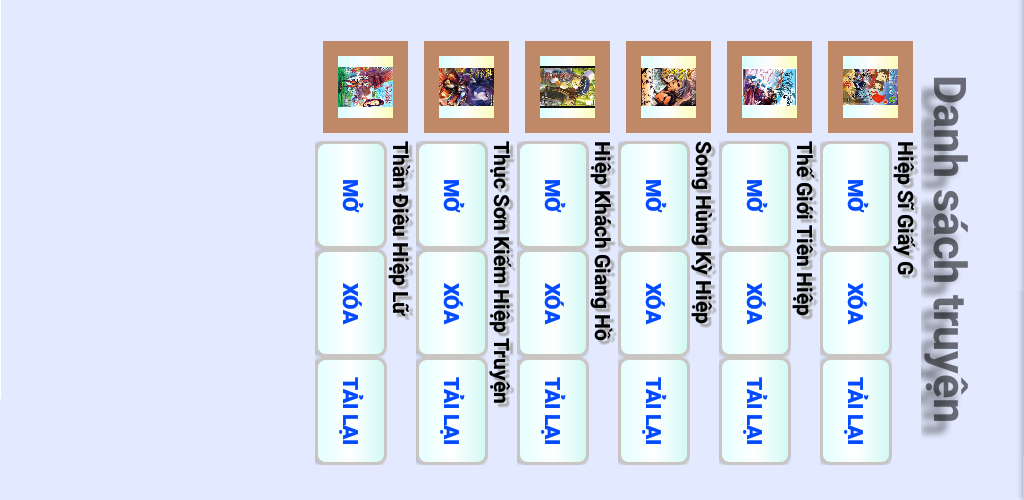 Danh sách truyện
Hiệp Sĩ Giấy G
MỞ
XÓA
TẢI LẠI
Thế Giới Tiên Hiệp
MỞ
XÓA
TẢI LẠI
Song Hùng Kỳ Hiệp
MỞ
XÓA
TẢI LẠI
Hiệp Khách Giang Hồ
MỞ
XÓA
TẢI LẠI
Thục Sơn Kiếm Hiệp Truyện
MỞ
XÓA
TẢI LẠI
Thần Điêu Hiệp Lữ
MỞ
XÓA
TẢI LẠI